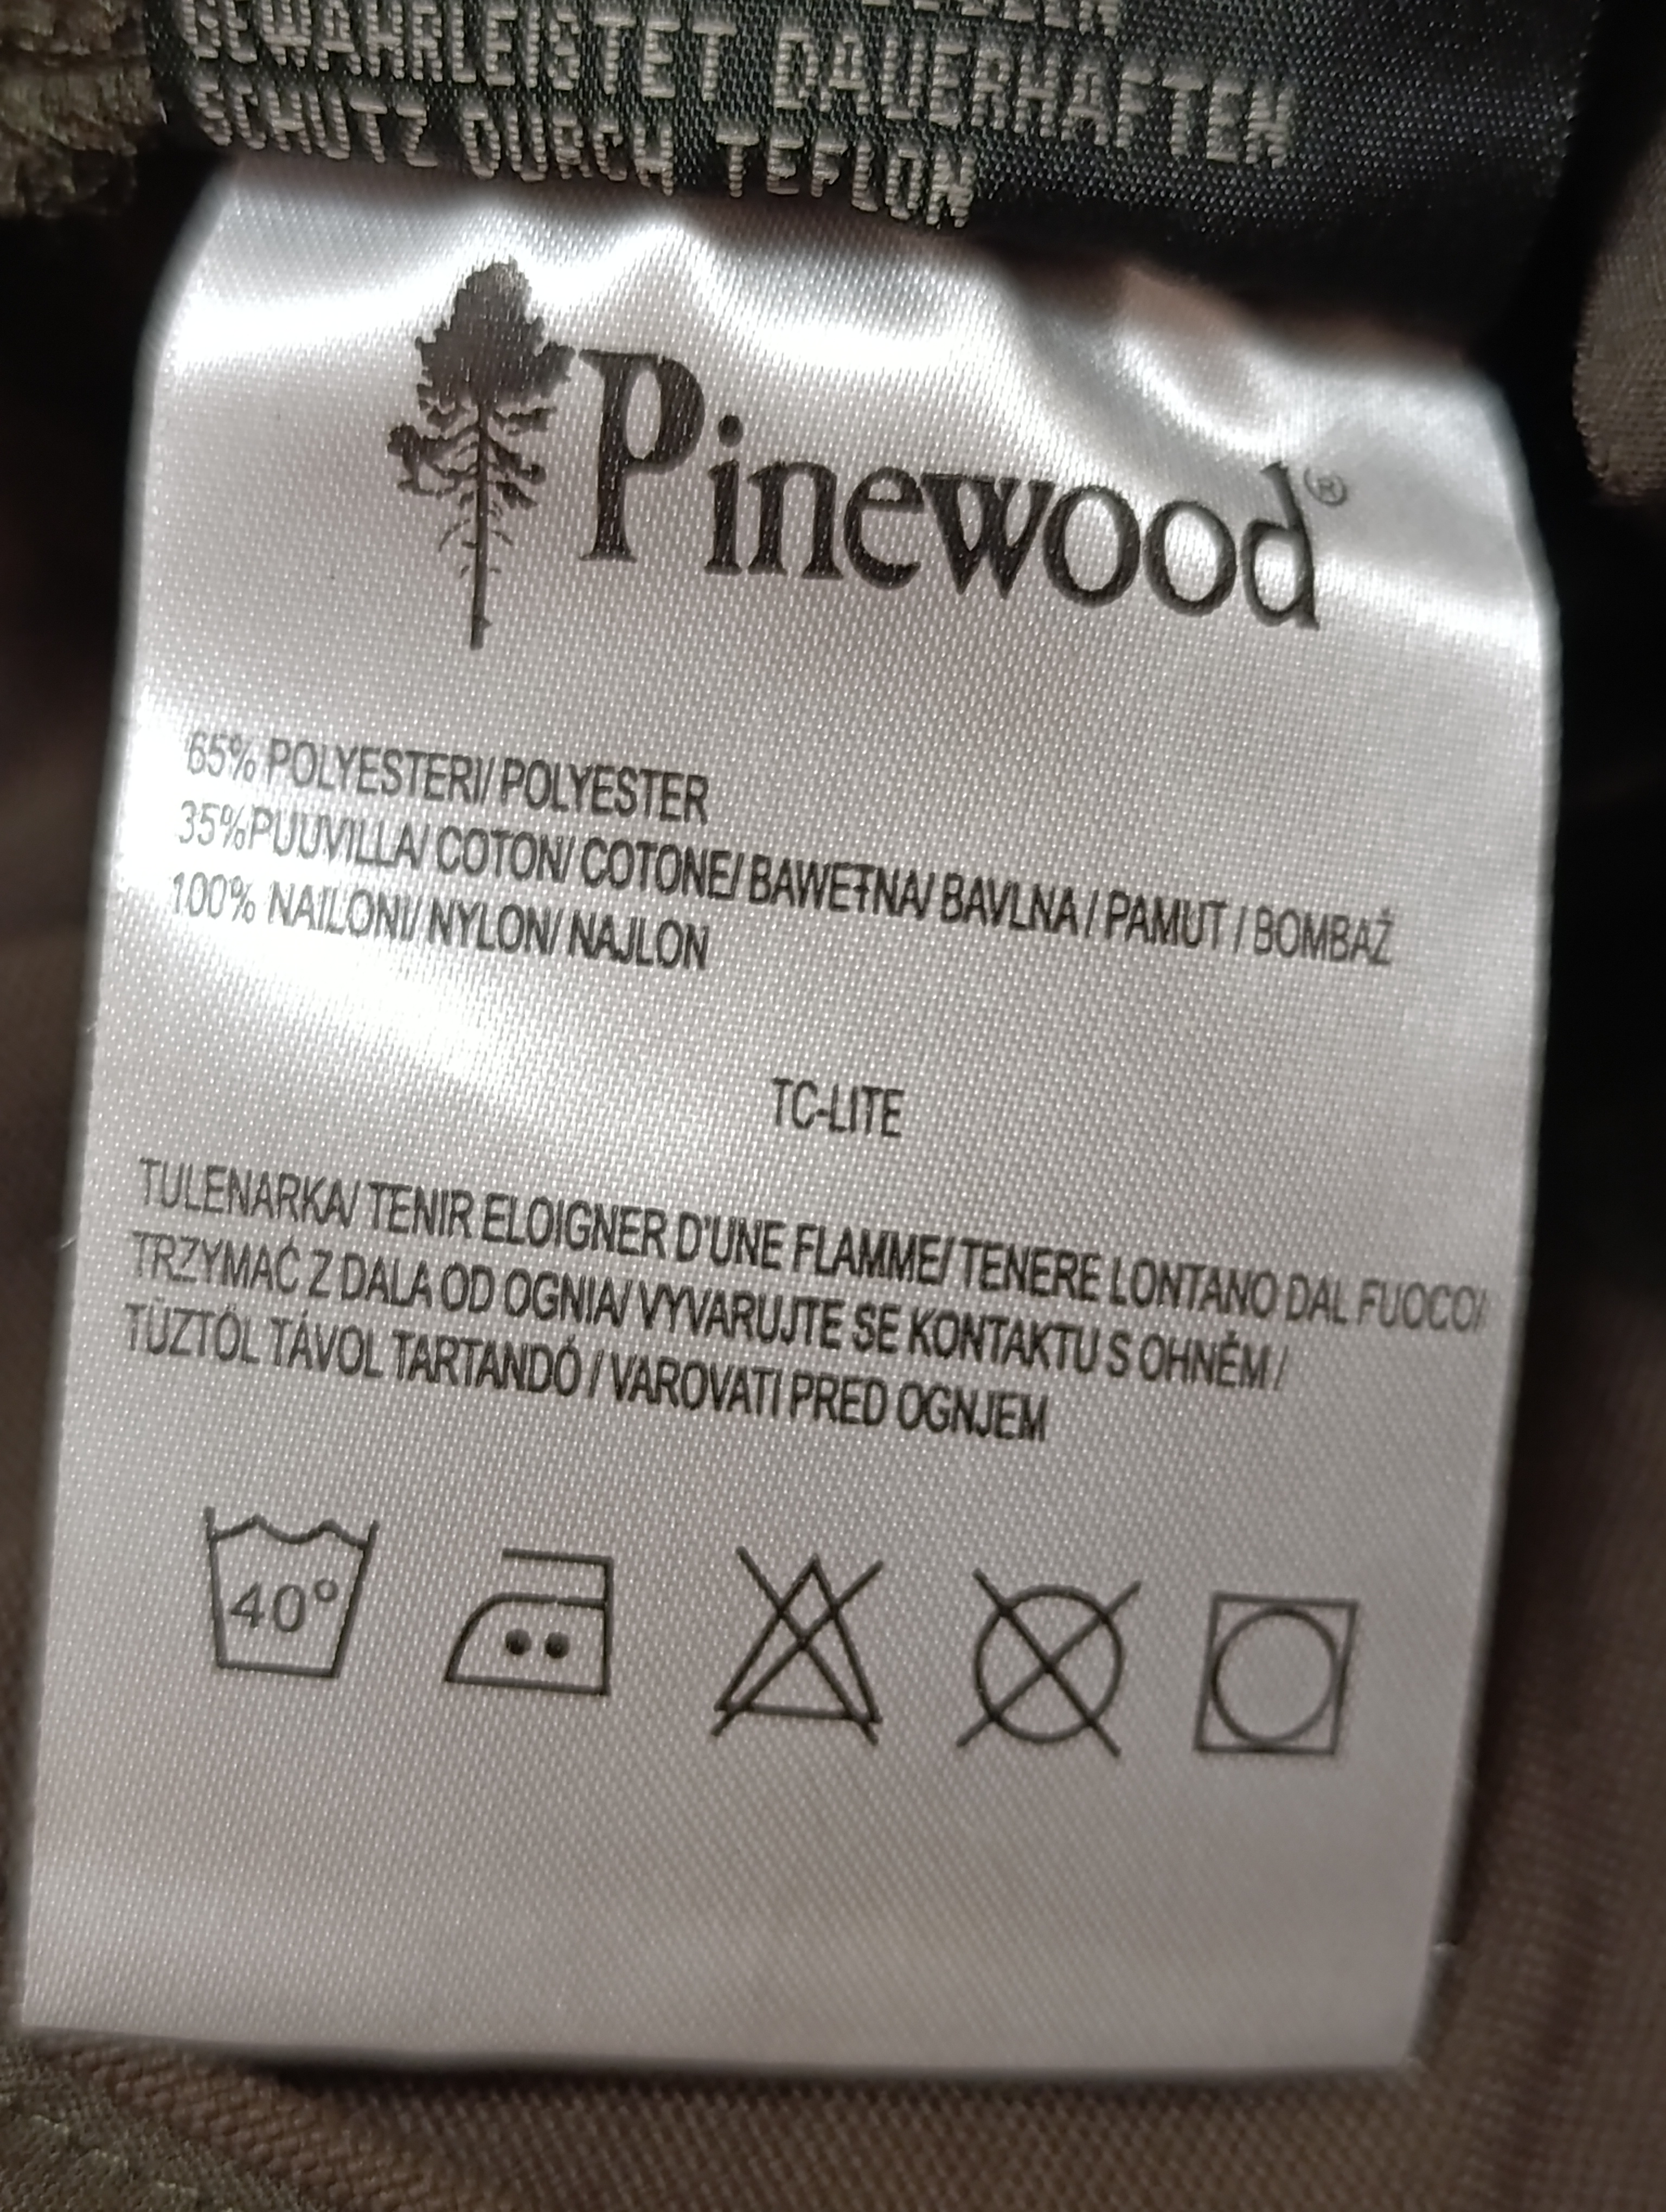 GEWÄHRLEISTET DAUERHAFTEN
SCHUTZ DURCH TEFLON
Pinewood®
65% POLYESTERI/ POLYESTER
35%PUUVILLA/ COTON/ COTONE/ BAWEŁNA/ BAVLNA / PAMUT / BOMBAŽ
100% NAILONI/ NYLON/ NAJLON
TC-LITE
TULENARKA/ TENIR ELOIGNER D'UNE FLAMME/ TENERE LONTANO DAL FUOCO/
TRZYMAĆ Z DALA OD OGNIA/ VYVARUJTE SE KONTAKTU S OHNĚM /
TŰZTŐL TÁVOL TARTANDÓ / VAROVATI PRED OGNJEM
40°